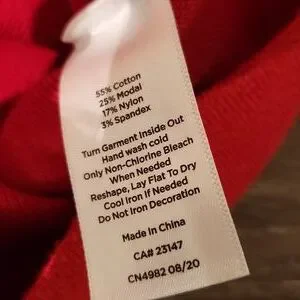 55% Cotton
25% Modal
17% Nylon
3% Spandex
Turn Garment Inside Out
Hand wash cold
Only Non-Chlorine Bleach
When Needed
Reshape, Lay Flat To Dry
Cool Iron If Needed
Do Not Iron Decoration
Made In China
CA# 23147
CN4982 08/20